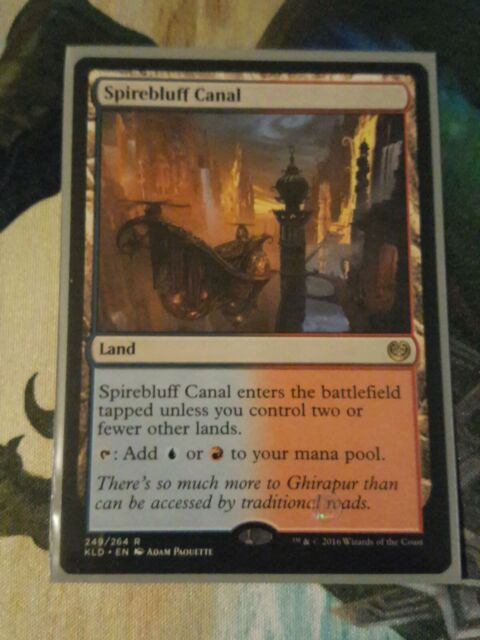 Spirebluff Canal
Land
Spirebluff Canal enters the battlefield
tapped unless you control two or
fewer other lands.
: Add or to your mana pool.
There's so much more to Ghirapur than
can be accessed by traditional roads.
249/264 R
KLD • EN Adam Paquette
™ & © 2016 Wizards of the Coast